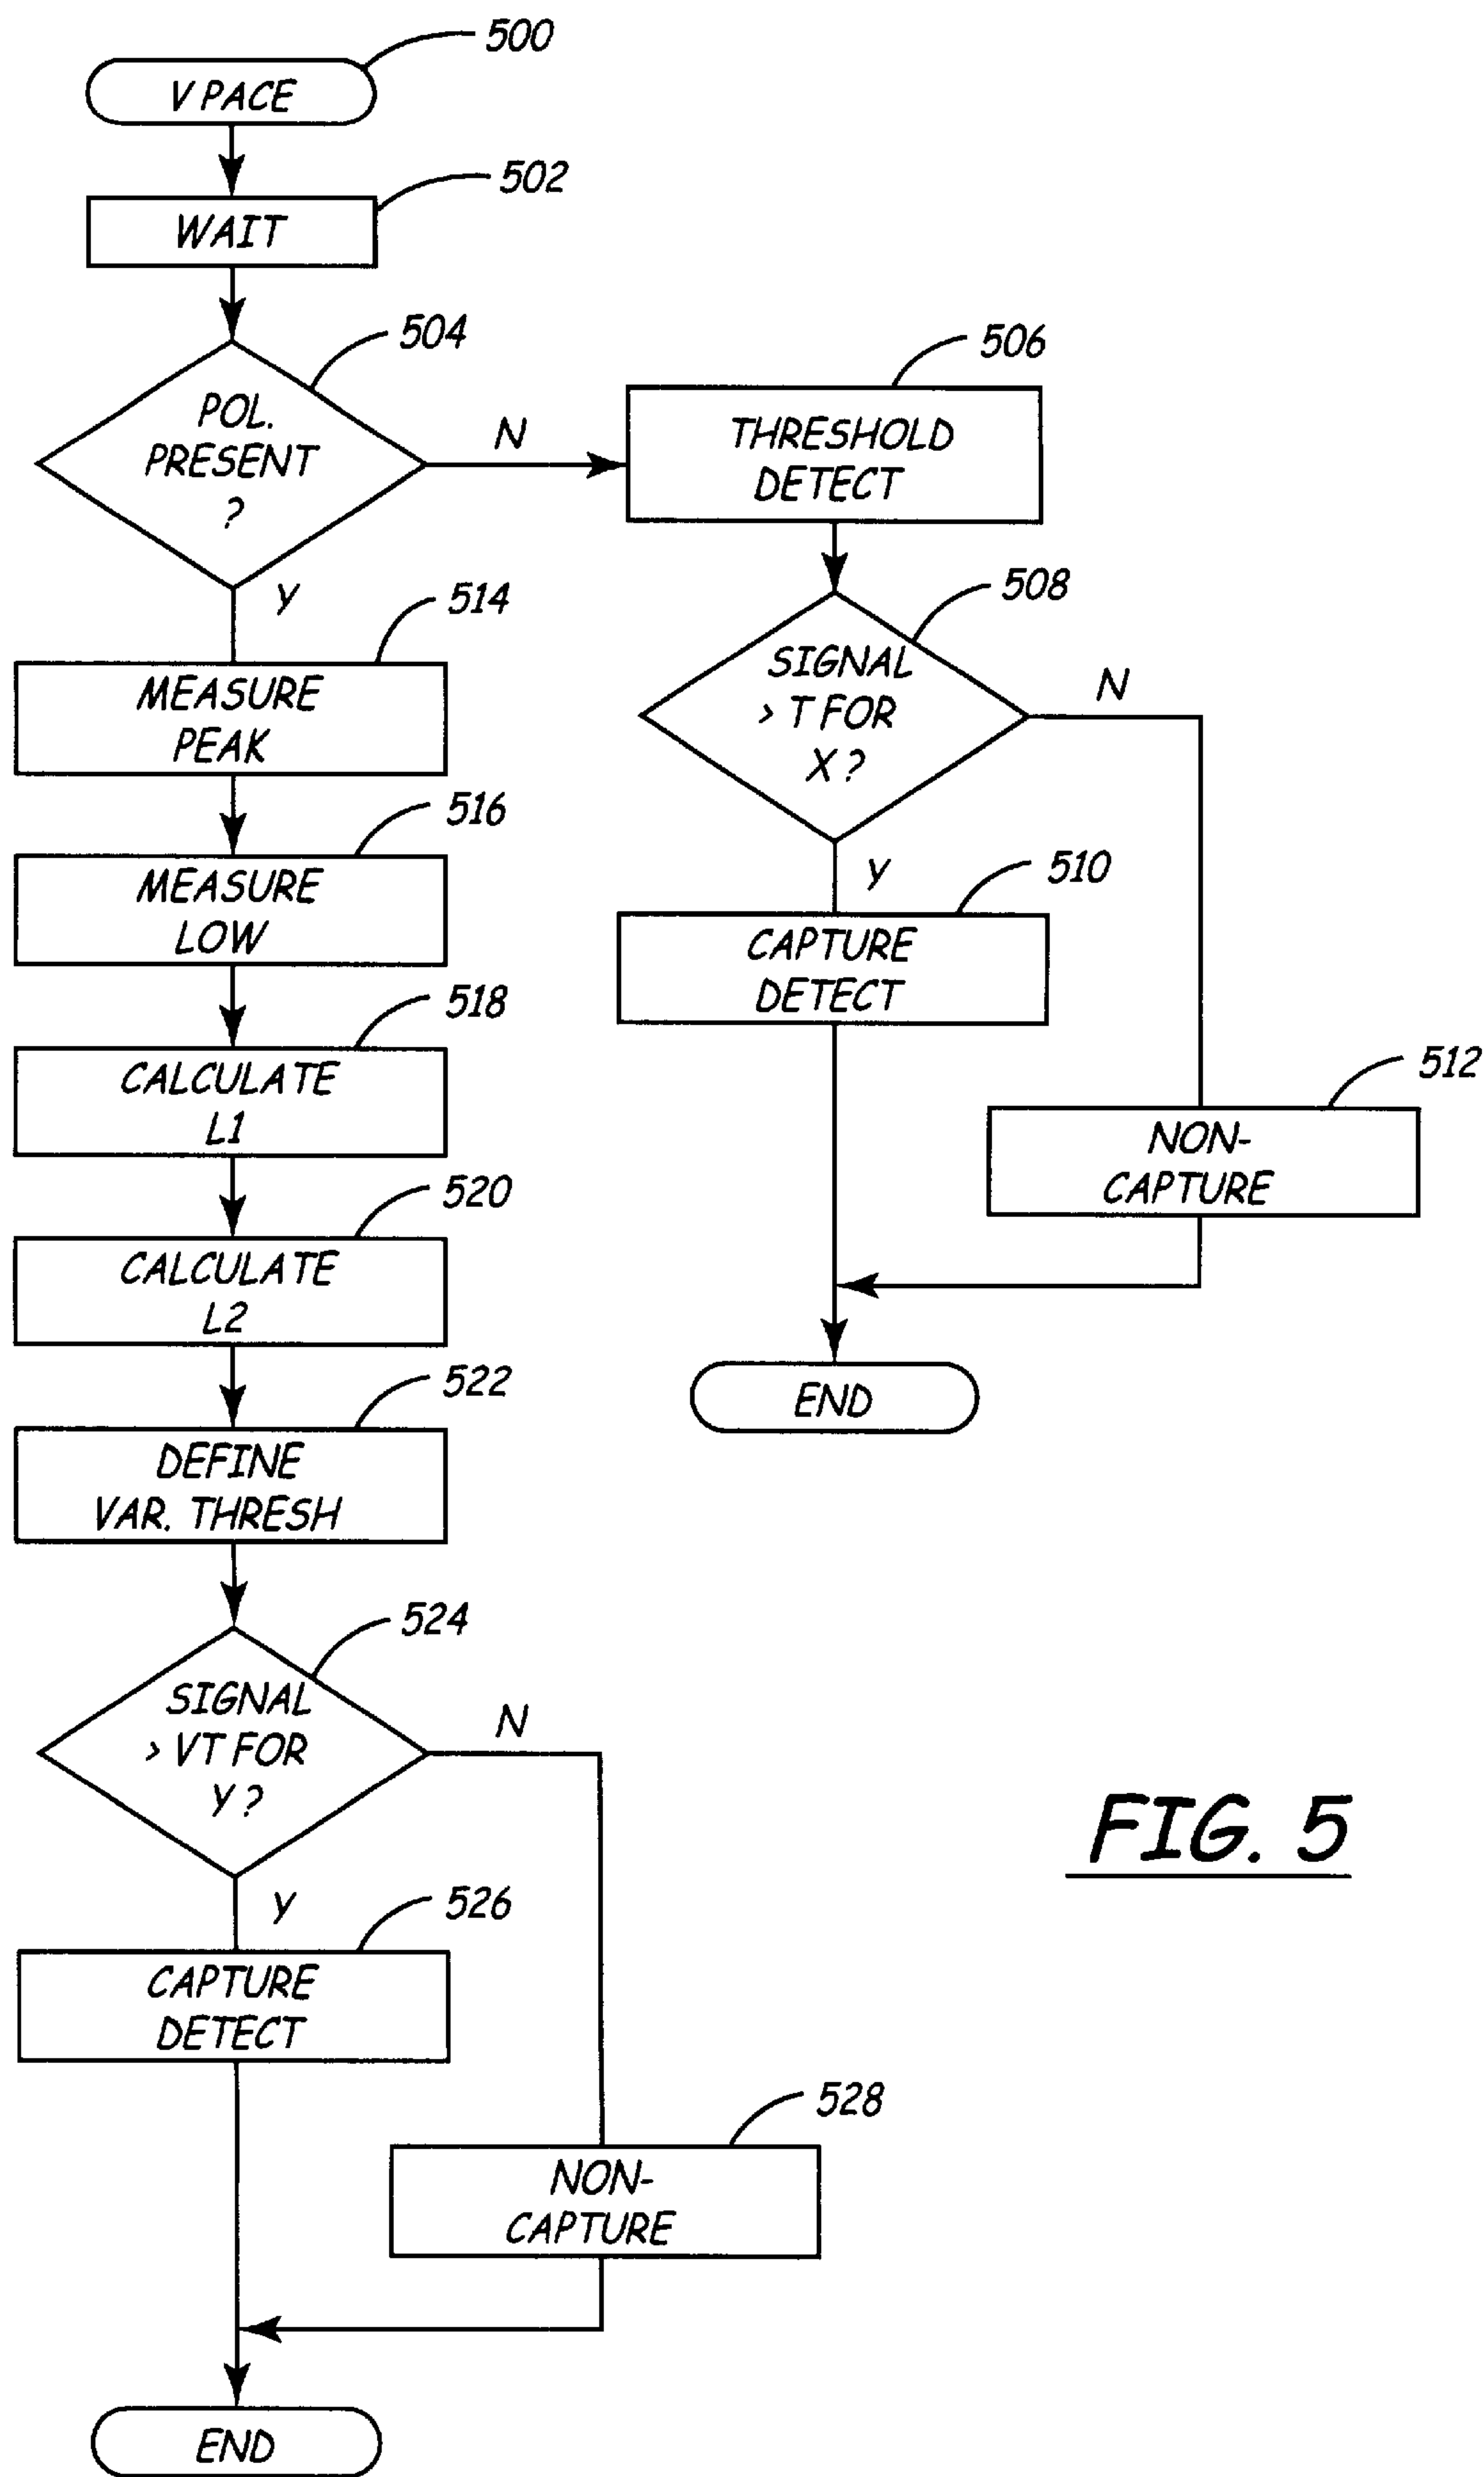 500
V PACE
502
WAIT
504
POL.
PRESENT
?
N
506
THRESHOLD
DETECT
Y
508
SIGNAL
> T FOR
X ?
N
514
MEASURE
PEAK
516
MEASURE
LOW
Y
510
CAPTURE
DETECT
518
CALCULATE
L1
512
NON-
CAPTURE
520
CALCULATE
L2
END
522
DEFINE
VAR. THRESH
524
SIGNAL
> VT FOR
Y ?
N
Y
526
CAPTURE
DETECT
528
NON-
CAPTURE
END
FIG. 5